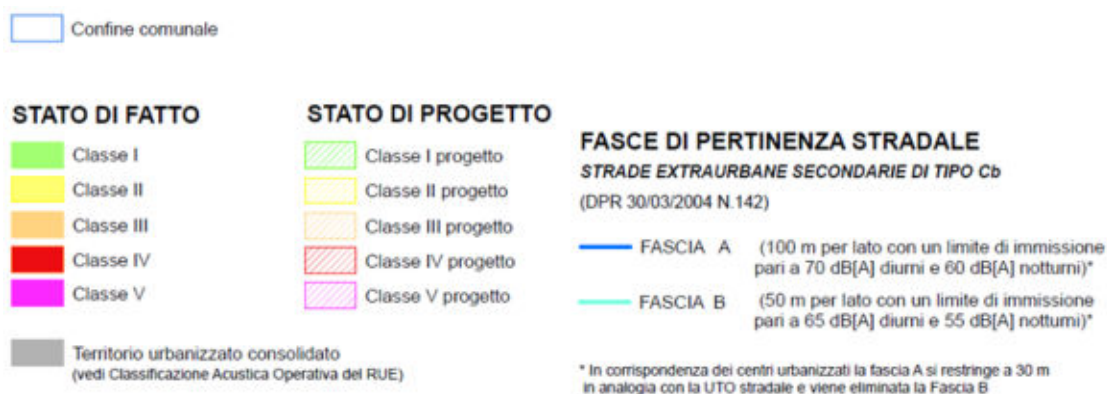 Confine comunale
STATO DI FATTO
Classe I
Classe II
Classe III
Classe IV
Classe V
Territorio urbanizzato consolidato
(vedi Classificazione Acustica Operativa del RUE)
STATO DI PROGETTO
Classe I progetto
Classe II progetto
Classe III progetto
Classe IV progetto
Classe V progetto
FASCE DI PERTINENZA STRADALE
STRADE EXTRAURBANE SECONDARIE DI TIPO Cb
(DPR 30/03/2004 N.142)
FASCIA A (100 m per lato con un limite di immissione
pari a 70 dB[A] diurni e 60 dB[A] notturni)*
FASCIA B (50 m per lato con un limite di immissione
pari a 65 dB[A] diurni e 55 dB[A] notturni)*
* In corrispondenza dei centri urbanizzati la fascia A si restringe a 30 m
in analogia con la UTO stradale e viene eliminata la Fascia B